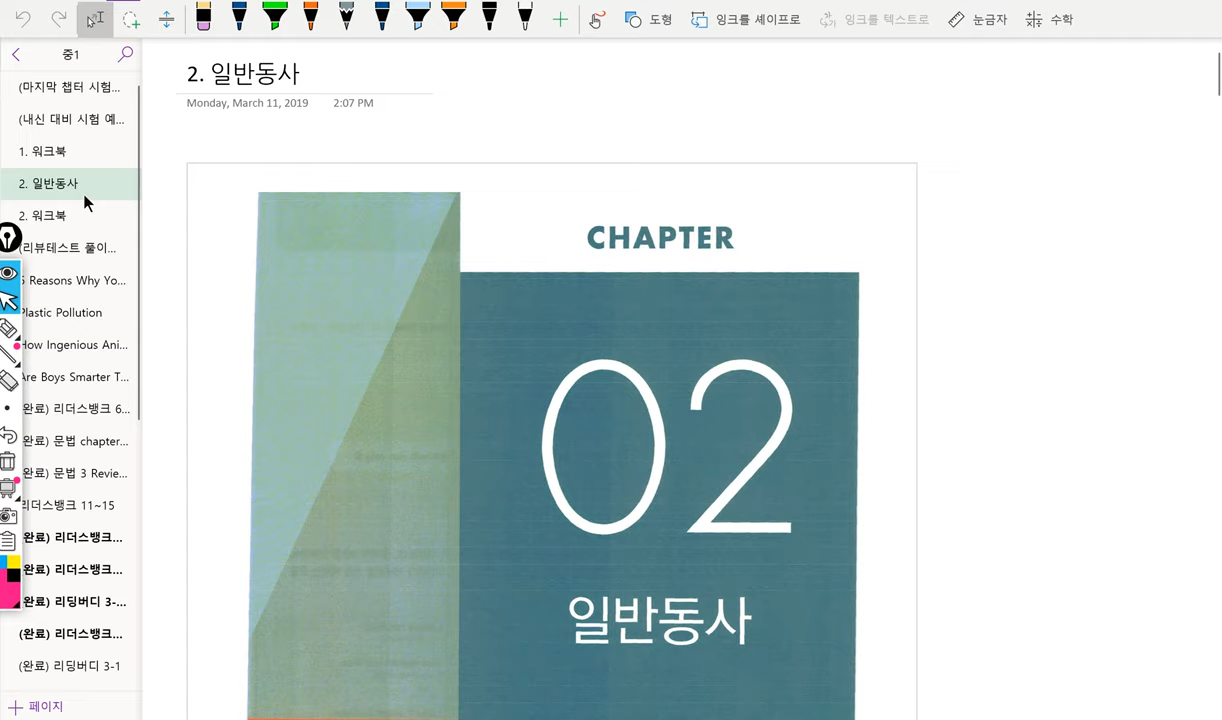 도형
잉크를 셰이프로
잉크를 텍스트로
눈금자
수학
중1
(마지막 챕터 시험...
(내신 대비 시험 예...
1. 워크북
2. 일반동사
2. 워크북
(리뷰테스트 풀이...
5 Reasons Why Yo...
Plastic Pollution
How Ingenious Ani...
Are Boys Smarter T...
완료) 리더스뱅크 6...
완료) 문법 chapter...
완료) 문법 3 Revie...
리더스뱅크 11~15
완료) 리더스뱅크...
완료) 리더스뱅크...
완료) 리딩버디 3-...
(완료) 리더스뱅크...
(완료) 리딩버디 3-1
페이지
2. 일반동사
Monday, March 11, 2019 2:07 PM
CHAPTER
02
일반동사